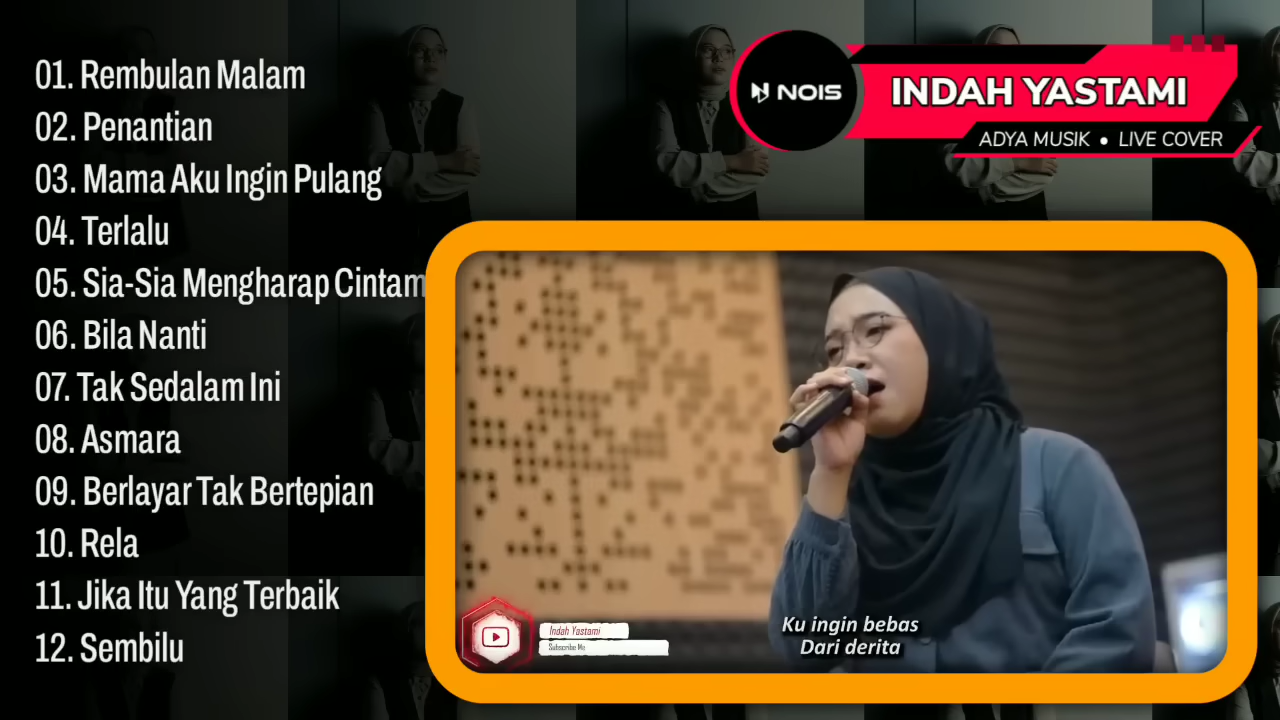 01. Rembulan Malam
02. Penantian
03. Mama Aku Ingin Pulang
04. Terlalu
05. Sia-Sia Mengharap Cintam
06. Bila Nanti
07. Tak Sedalam Ini
08. Asmara
09. Berlayar Tak Bertepian
10. Rela
11. Jika Itu Yang Terbaik
12. Sembilu
NOIS
INDAH YASTAMI
ADYA MUSIK • LIVE COVER
Indah Yastami
Subscribe Me
Ku ingin bebas
Dari derita